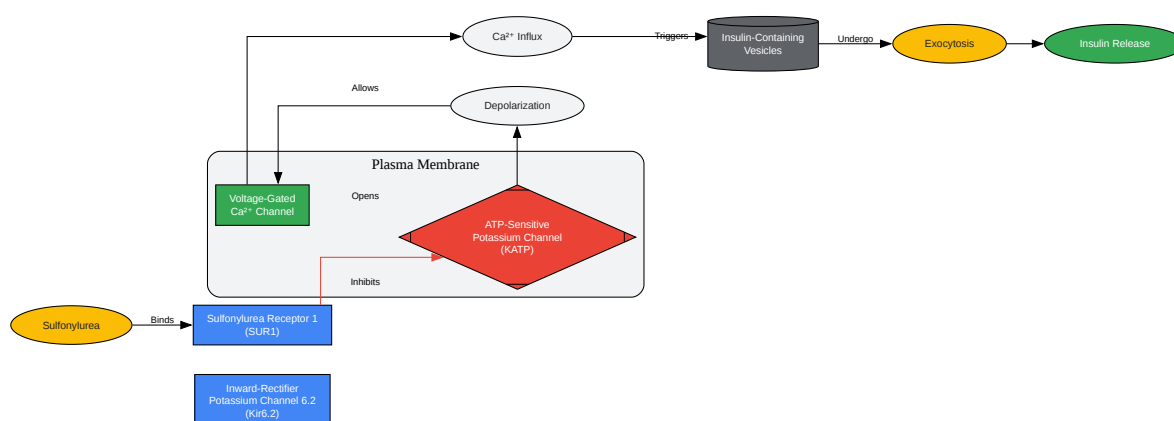 Ca²⁺ Influx
Triggers
Insulin-Containing
Vesicles
Undergo
Exocytosis
Insulin Release
Allows
Depolarization
Plasma Membrane
Voltage-Gated
Ca²⁺ Channel
Opens
ATP-Sensitive
Potassium Channel
(KATP)
Inhibits
Sulfonylurea
Binds
Sulfonylurea Receptor 1
(SUR1)
Inward-Rectifier
Potassium Channel 6.2
(Kir6.2)